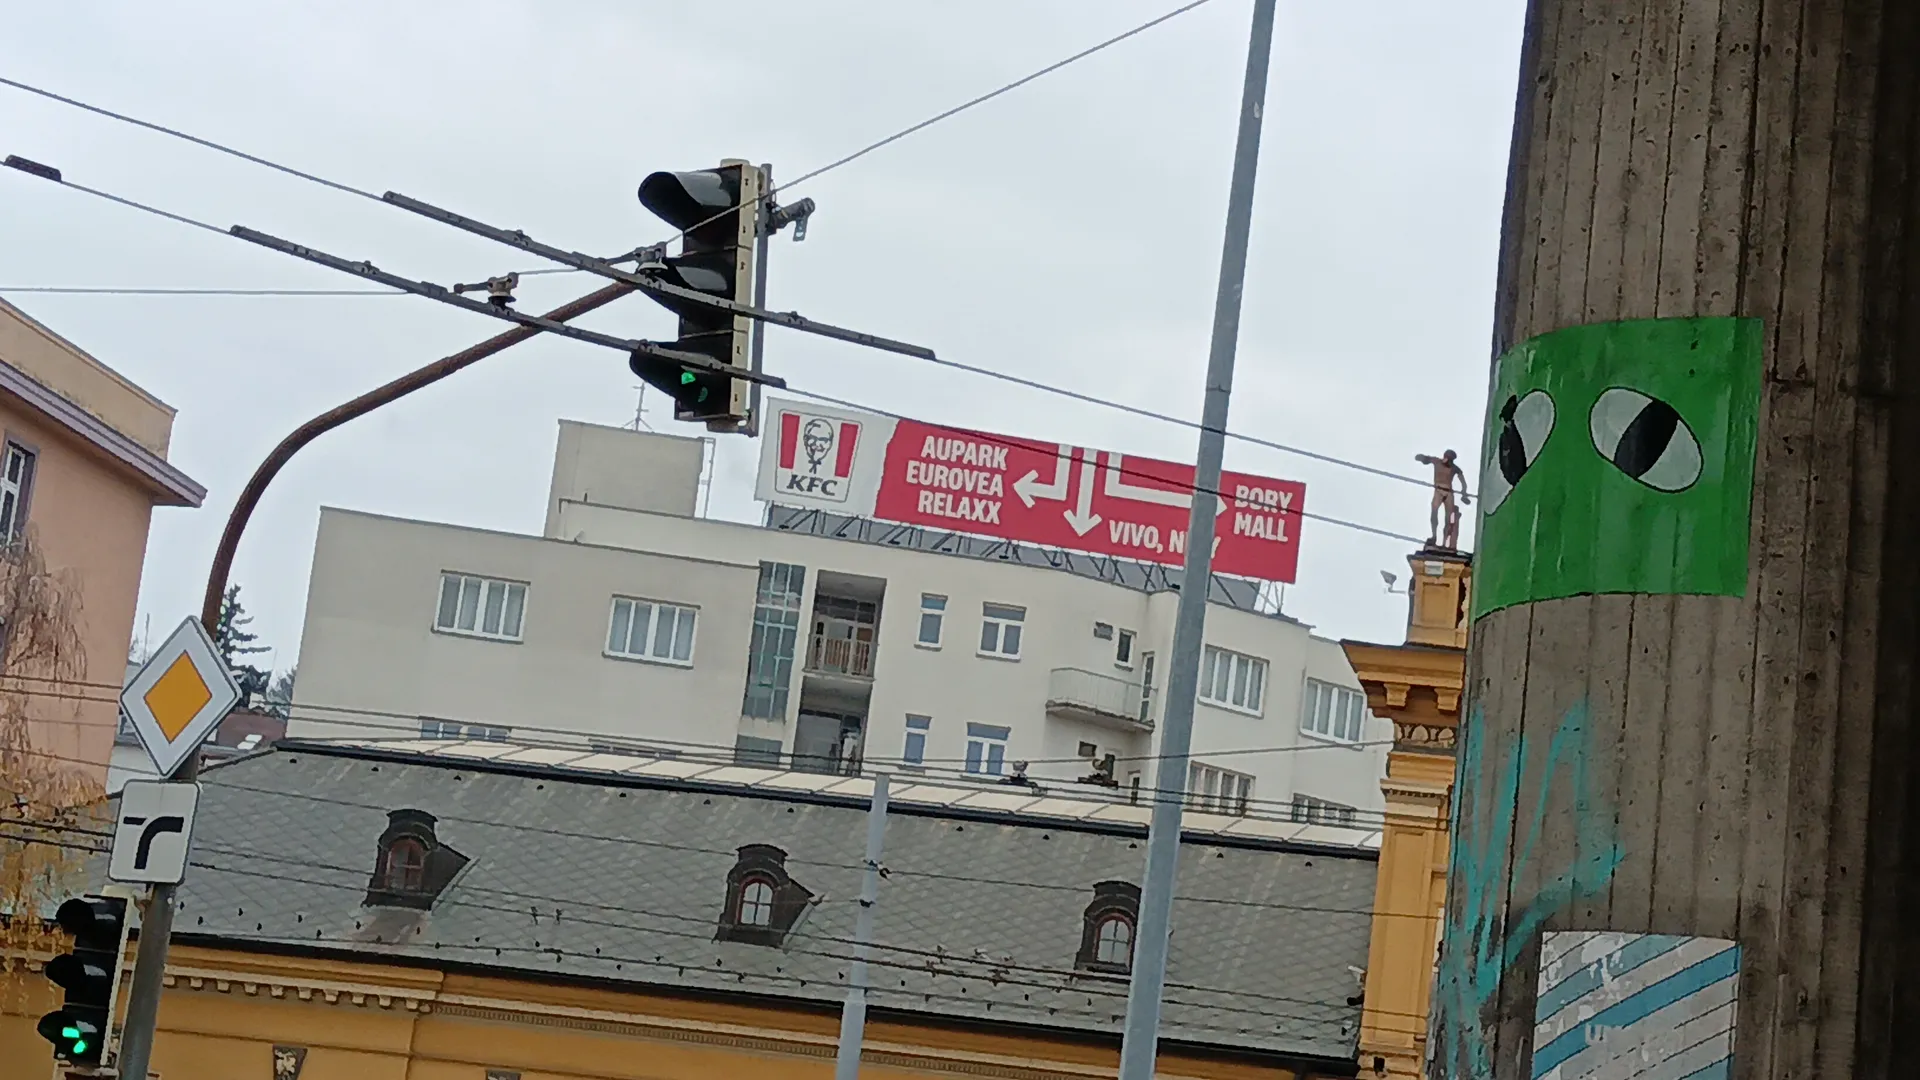 KFC
AUPARK
EUROVEA
RELAXX
VIVO,
BORY
MALL